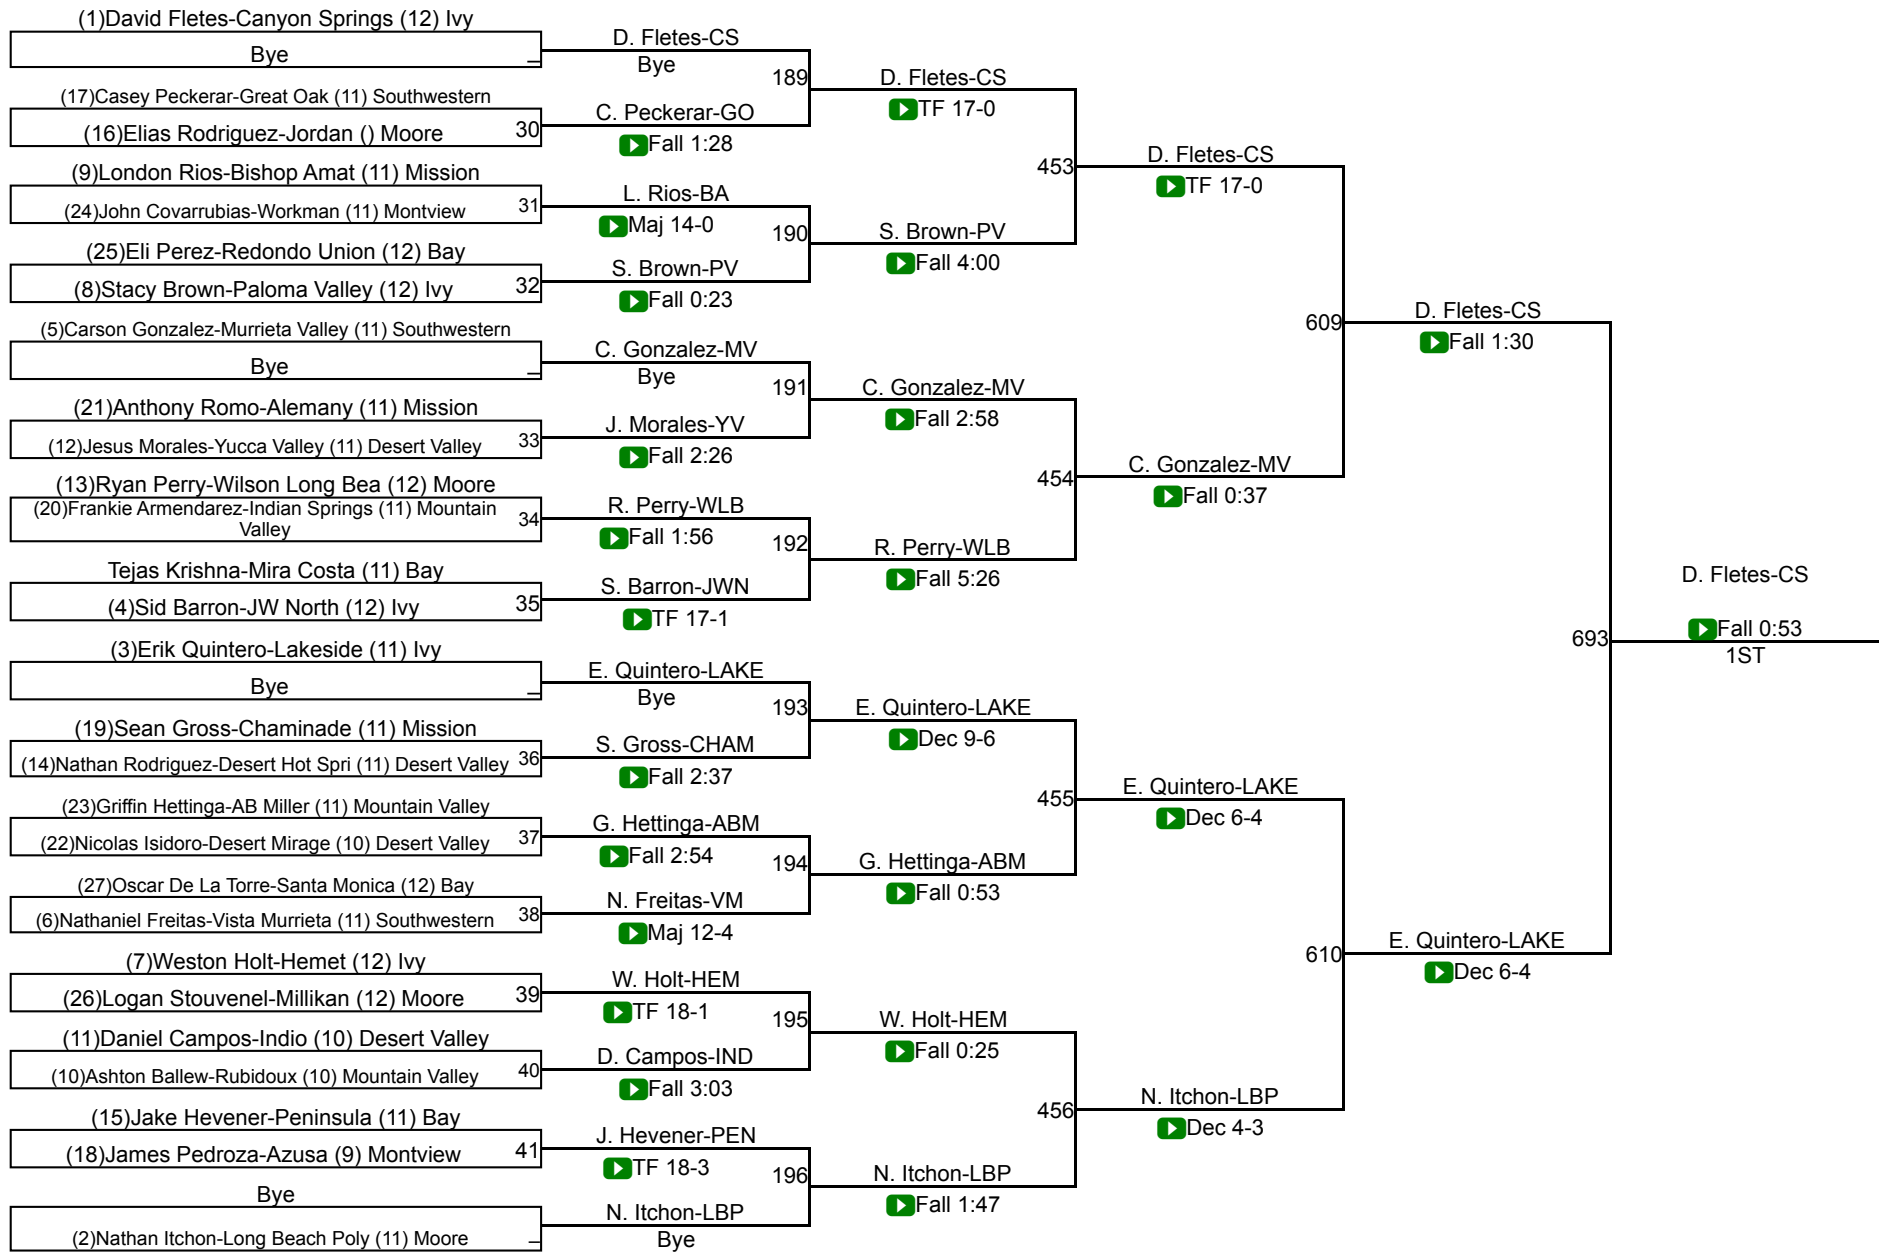 (1)David Fletes-Canyon Springs (12) Ivy
Bye
(17)Casey Peckerar-Great Oak (11) Southwestern
(16)Elias Rodriguez-Jordan () Moore
30
(9)London Rios-Bishop Amat (11) Mission
(24)John Covarrubias-Workman (11) Montview
31
(25)Eli Perez-Redondo Union (12) Bay
(8)Stacy Brown-Paloma Valley (12) Ivy
32
(5)Carson Gonzalez-Murrieta Valley (11) Southwestern
Bye
(21)Anthony Romo-Alemany (11) Mission
(12)Jesus Morales-Yucca Valley (11) Desert Valley
33
(13)Ryan Perry-Wilson Long Bea (12) Moore
(20)Frankie Armendarez-Indian Springs (11) Mountain
Valley
34
Tejas Krishna-Mira Costa (11) Bay
(4)Sid Barron-JW North (12) Ivy
35
(3)Erik Quintero-Lakeside (11) Ivy
Bye
(19)Sean Gross-Chaminade (11) Mission
(14)Nathan Rodriguez-Desert Hot Spri (11) Desert Valley
36
(23)Griffin Hettinga-AB Miller (11) Mountain Valley
(22)Nicolas Isidoro-Desert Mirage (10) Desert Valley
37
(27)Oscar De La Torre-Santa Monica (12) Bay
(6)Nathaniel Freitas-Vista Murrieta (11) Southwestern
38
(7)Weston Holt-Hemet (12) Ivy
(26)Logan Stouvenel-Millikan (12) Moore
39
(11)Daniel Campos-Indio (10) Desert Valley
(10)Ashton Ballew-Rubidoux (10) Mountain Valley
40
(15)Jake Hevener-Peninsula (11) Bay
(18)James Pedroza-Azusa (9) Montview
41
Bye
(2)Nathan Itchon-Long Beach Poly (11) Moore
D. Fletes-CS
Bye
189
C. Peckerar-GO
Fall 1:28
L. Rios-BA
Maj 14-0
190
S. Brown-PV
Fall 0:23
C. Gonzalez-MV
Bye
191
J. Morales-YV
Fall 2:26
R. Perry-WLB
Fall 1:56
192
S. Barron-JWN
TF 17-1
E. Quintero-LAKE
Bye
193
S. Gross-CHAM
Fall 2:37
G. Hettinga-ABM
Fall 2:54
194
N. Freitas-VM
Maj 12-4
W. Holt-HEM
TF 18-1
195
D. Campos-IND
Fall 3:03
J. Hevener-PEN
TF 18-3
196
N. Itchon-LBP
Bye
D. Fletes-CS
TF 17-0
453
S. Brown-PV
Fall 4:00
C. Gonzalez-MV
Fall 2:58
454
R. Perry-WLB
Fall 5:26
E. Quintero-LAKE
Dec 9-6
455
G. Hettinga-ABM
Fall 0:53
W. Holt-HEM
Fall 0:25
456
N. Itchon-LBP
Fall 1:47
D. Fletes-CS
TF 17-0
609
C. Gonzalez-MV
Fall 0:37
E. Quintero-LAKE
Dec 6-4
610
N. Itchon-LBP
Dec 4-3
D. Fletes-CS
Fall 1:30
693
E. Quintero-LAKE
Dec 6-4
D. Fletes-CS
Fall 0:53
1ST